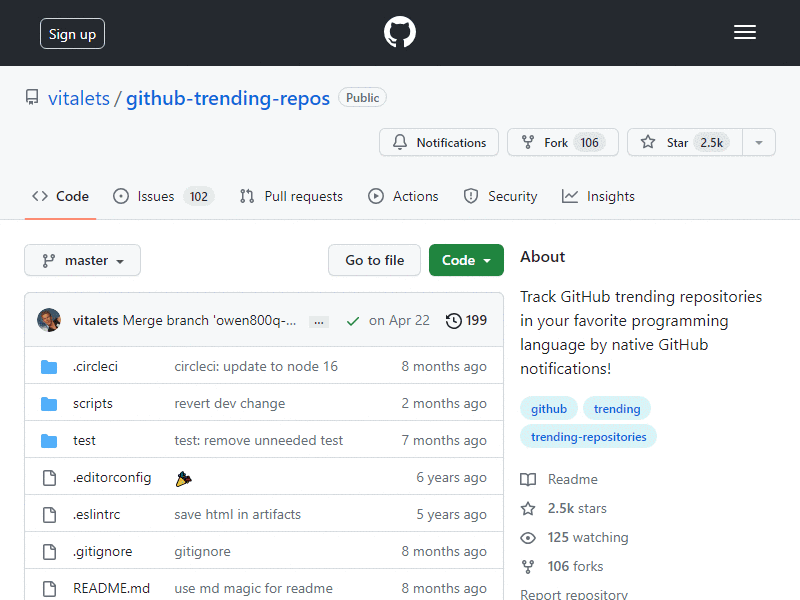 Sign up
vitalets / github-trending-repos Public
Notifications Fork 106 Star 2.5k
Code Issues 102 Pull requests Actions Security Insights
master Go to file Code
About
Track GitHub trending repositories
in your favorite programming
language by native GitHub
notifications!
github trending
trending-repositories
Readme
2.5k stars
125 watching
106 forks
Report repository
vitalets Merge branch 'owen800q-... ... on Apr 22 199
.circleci circleci: update to node 16 8 months ago
scripts revert dev change 2 months ago
test test: remove unneeded test 7 months ago
.editorconfig 6 years ago
.eslintrc save html in artifacts 5 years ago
.gitignore gitignore 8 months ago
README.md use md magic for readme 8 months ago